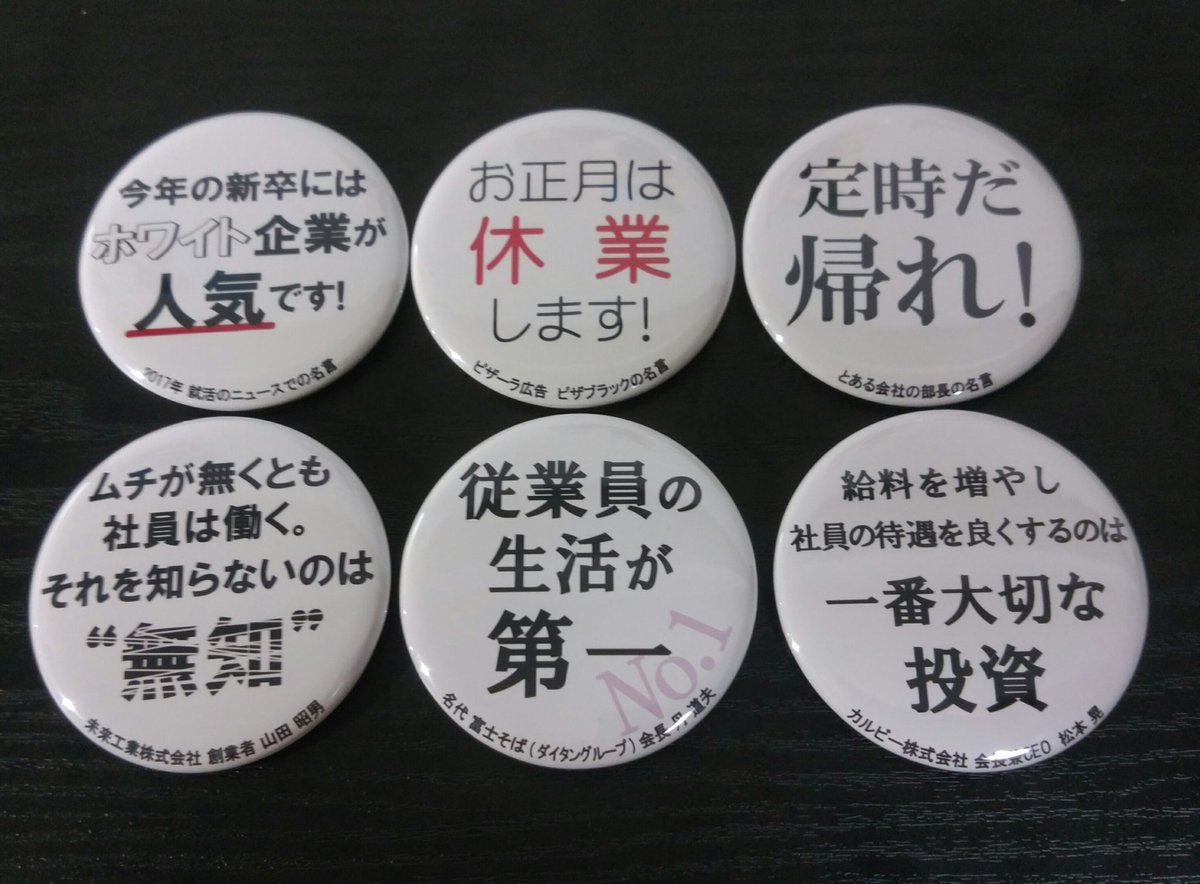 今年の新卒には
ホワイト企業が
人気です!
2017年 就活のニュースでの名言
お正月は
休業
します!
ピザーラ広告 ピザブラックの名言
定時だ
帰れ!
とある会社の部長の名言
ムチが無くとも
社員は働く。
それを知らないのは
未来工業株式会社 創業者 山田 昭男
従業員の
生活が
第一
No.1
名代 富士そば(ダイタングループ)会長 丹 道夫
給料を増やし
社員の待遇を良くするのは
一番大切な
投資
カルビー株式会社 会長兼CEO 松本 晃